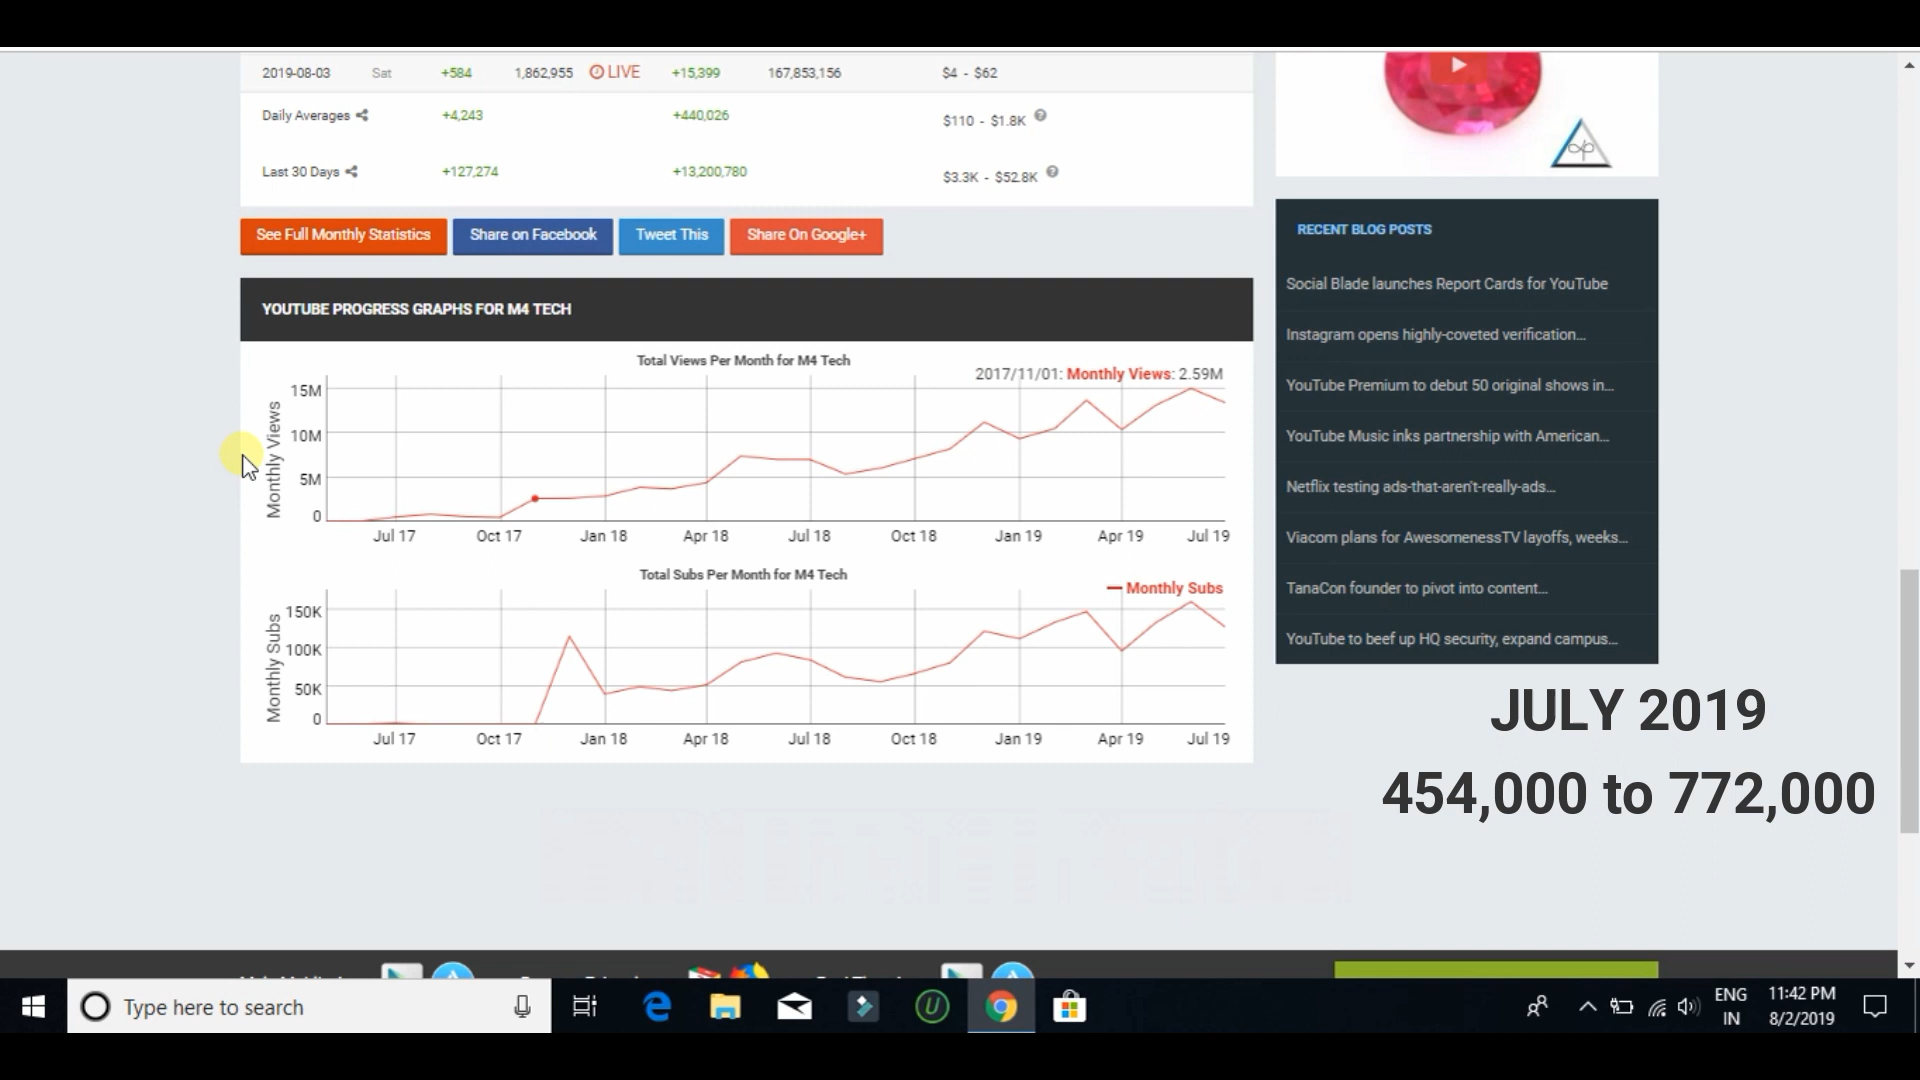 2019-08-03 Sat +584 1,862,955 LIVE +15,399 167,853,156 $4 - $62
Daily Averages +4,243 +440,026 $110 - $1.8K
Last 30 Days +127,274 +13,200,780 $3.3K - $52.8K
See Full Monthly Statistics Share on Facebook Tweet This Share On Google+
YOUTUBE PROGRESS GRAPHS FOR M4 TECH
Total Views Per Month for M4 Tech
2017/11/01: Monthly Views: 2.59M
Monthly Views
15M
10M
5M
0
Jul 17 Oct 17 Jan 18 Apr 18 Jul 18 Oct 18 Jan 19 Apr 19 Jul 19
Total Subs Per Month for M4 Tech
Monthly Subs
Monthly Subs
150K
100K
50K
0
Jul 17 Oct 17 Jan 18 Apr 18 Jul 18 Oct 18 Jan 19 Apr 19 Jul 19
RECENT BLOG POSTS
Social Blade launches Report Cards for YouTube
Instagram opens highly-coveted verification...
YouTube Premium to debut 50 original shows in...
YouTube Music inks partnership with American...
Netflix testing ads-that-aren't-really-ads...
Viacom plans for AwesomenessTV layoffs, weeks...
TanaCon founder to pivot into content...
YouTube to beef up HQ security, expand campus...
JULY 2019
454,000 to 772,000
Type here to search
ENG
IN
11:42 PM
8/2/2019